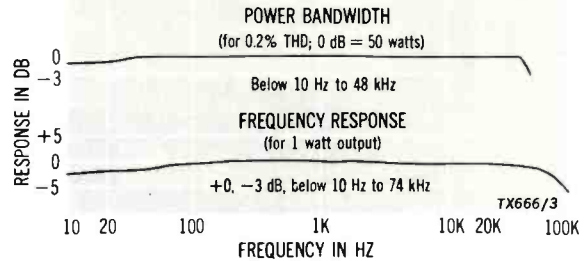 POWER BANDWIDTH
(for 0.2% THD; 0 dB = 50 watts)
0
−3
Below 10 Hz to 48 kHz
RESPONSE IN DB
FREQUENCY RESPONSE
(for 1 watt output)
+5
0
−5
+0, −3 dB, below 10 Hz to 74 kHz
TX666/3
10 20 100 1K 10K 20K 100K
FREQUENCY IN HZ